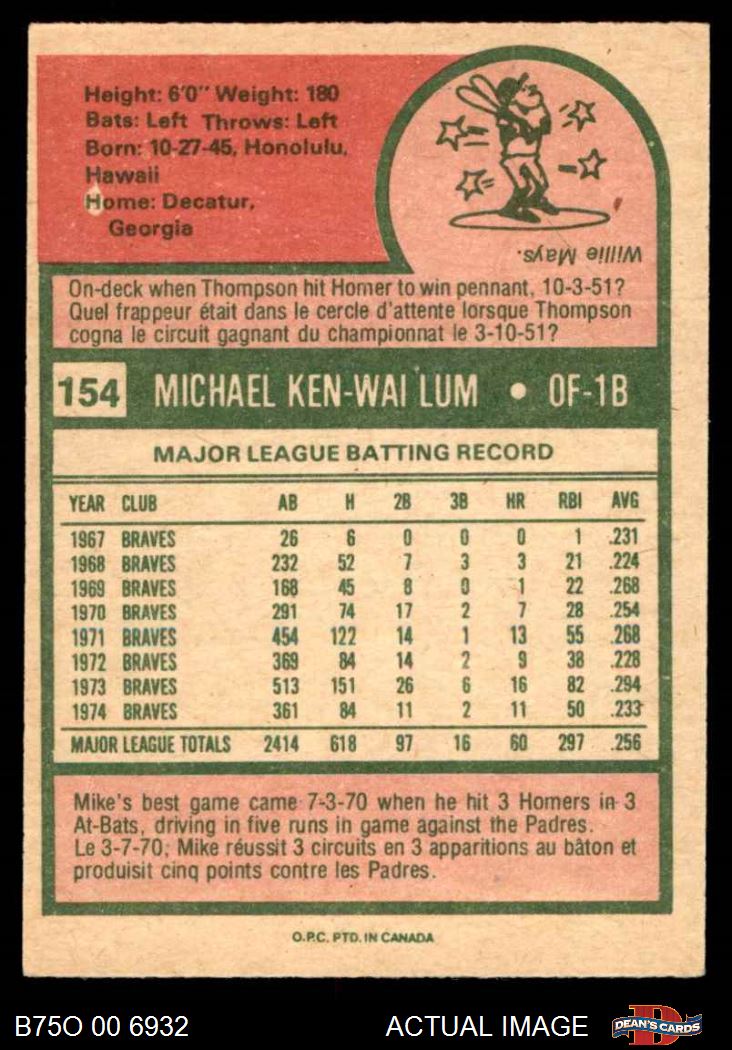 Height: 6'0" Weight: 180
Bats: Left Throws: Left
Born: 10-27-45, Honolulu,
Hawaii
Home: Decatur,
Georgia
Willie Mays.
On-deck when Thompson hit Homer to win pennant, 10-3-51?
Quel frappeur était dans le cercle d'attente lorsque Thompson
cogna le circuit gagnant du championnat le 3-10-51?
154 MICHAEL KEN-WAI LUM • OF-1B
MAJOR LEAGUE BATTING RECORD
YEAR CLUB AB H 2B 3B HR RBI AVG
1967 BRAVES 26 6 0 0 0 1 .231
1968 BRAVES 232 52 7 3 3 21 .224
1969 BRAVES 168 45 8 0 1 22 .268
1970 BRAVES 291 74 17 2 7 28 .254
1971 BRAVES 454 122 14 1 13 55 .268
1972 BRAVES 369 84 14 2 9 38 .228
1973 BRAVES 513 151 26 6 16 82 .294
1974 BRAVES 361 84 11 2 11 50 .233
MAJOR LEAGUE TOTALS 2414 618 97 16 60 297 .256
Mike's best game came 7-3-70 when he hit 3 Homers in 3
At-Bats, driving in five runs in game against the Padres.
Le 3-7-70; Mike réussit 3 circuits en 3 apparitions au bâton et
produisit cinq points contre les Padres.
O.P.C. PTD. IN CANADA
B75O 00 6932 ACTUAL IMAGE D DEAN'S CARDS